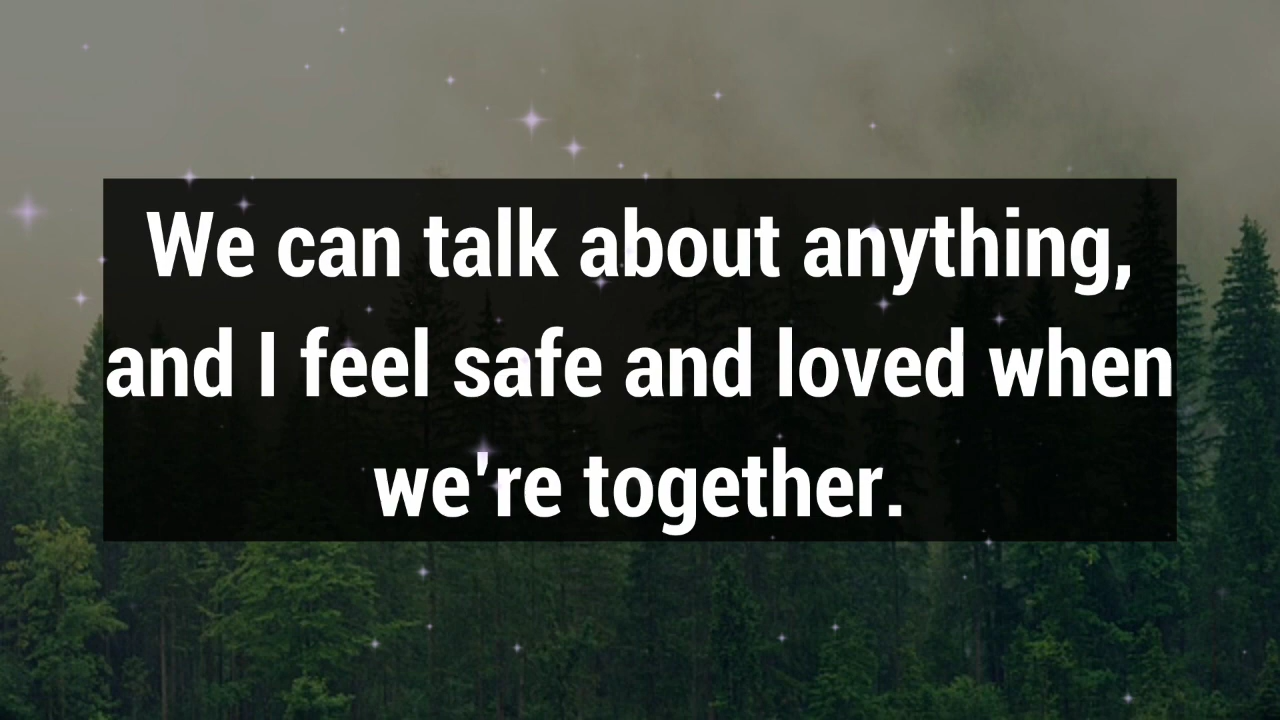 We can talk about anything,
and I feel safe and loved when
we're together.